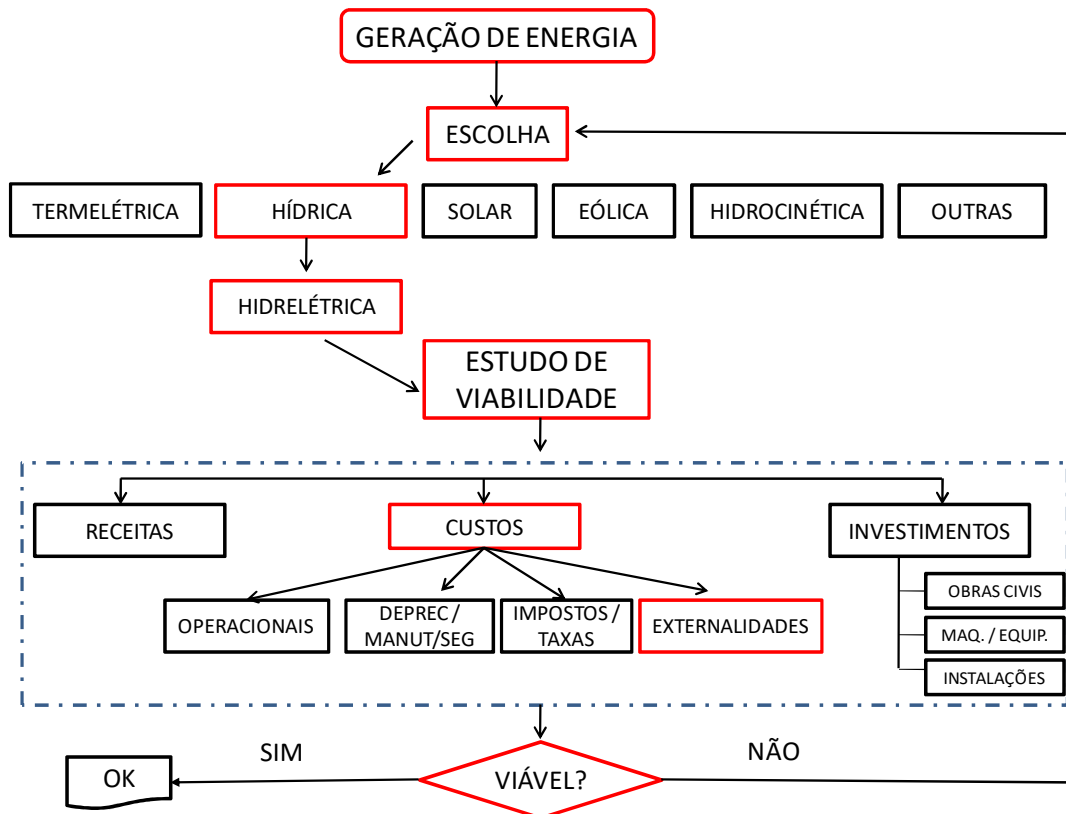 GERAÇÃO DE ENERGIA
ESCOLHA
TERMELÉTRICA
HÍDRICA
SOLAR
EÓLICA
HIDROCINÉTICA
OUTRAS
HIDRELÉTRICA
ESTUDO DE
VIABILIDADE
RECEITAS
CUSTOS
INVESTIMENTOS
OPERACIONAIS
DEPREC /
MANUT/SEG
IMPOSTOS /
TAXAS
EXTERNALIDADES
OBRAS CIVIS
MAQ. / EQUIP.
INSTALAÇÕES
SIM
NÃO
OK
VIÁVEL?